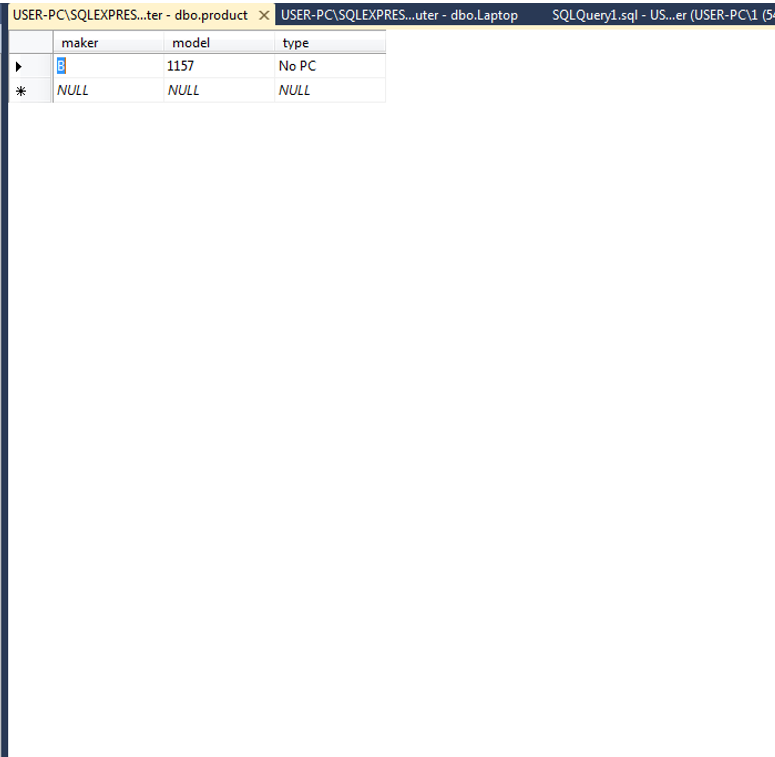 USER-PC\SQLEXPRES...ter - dbo.product USER-PC\SQLEXPRES...uter - dbo.Laptop SQLQuery1.sql - US...er (USER-PC\1 (54
maker model type
B 1157 No PC
NULL NULL NULL